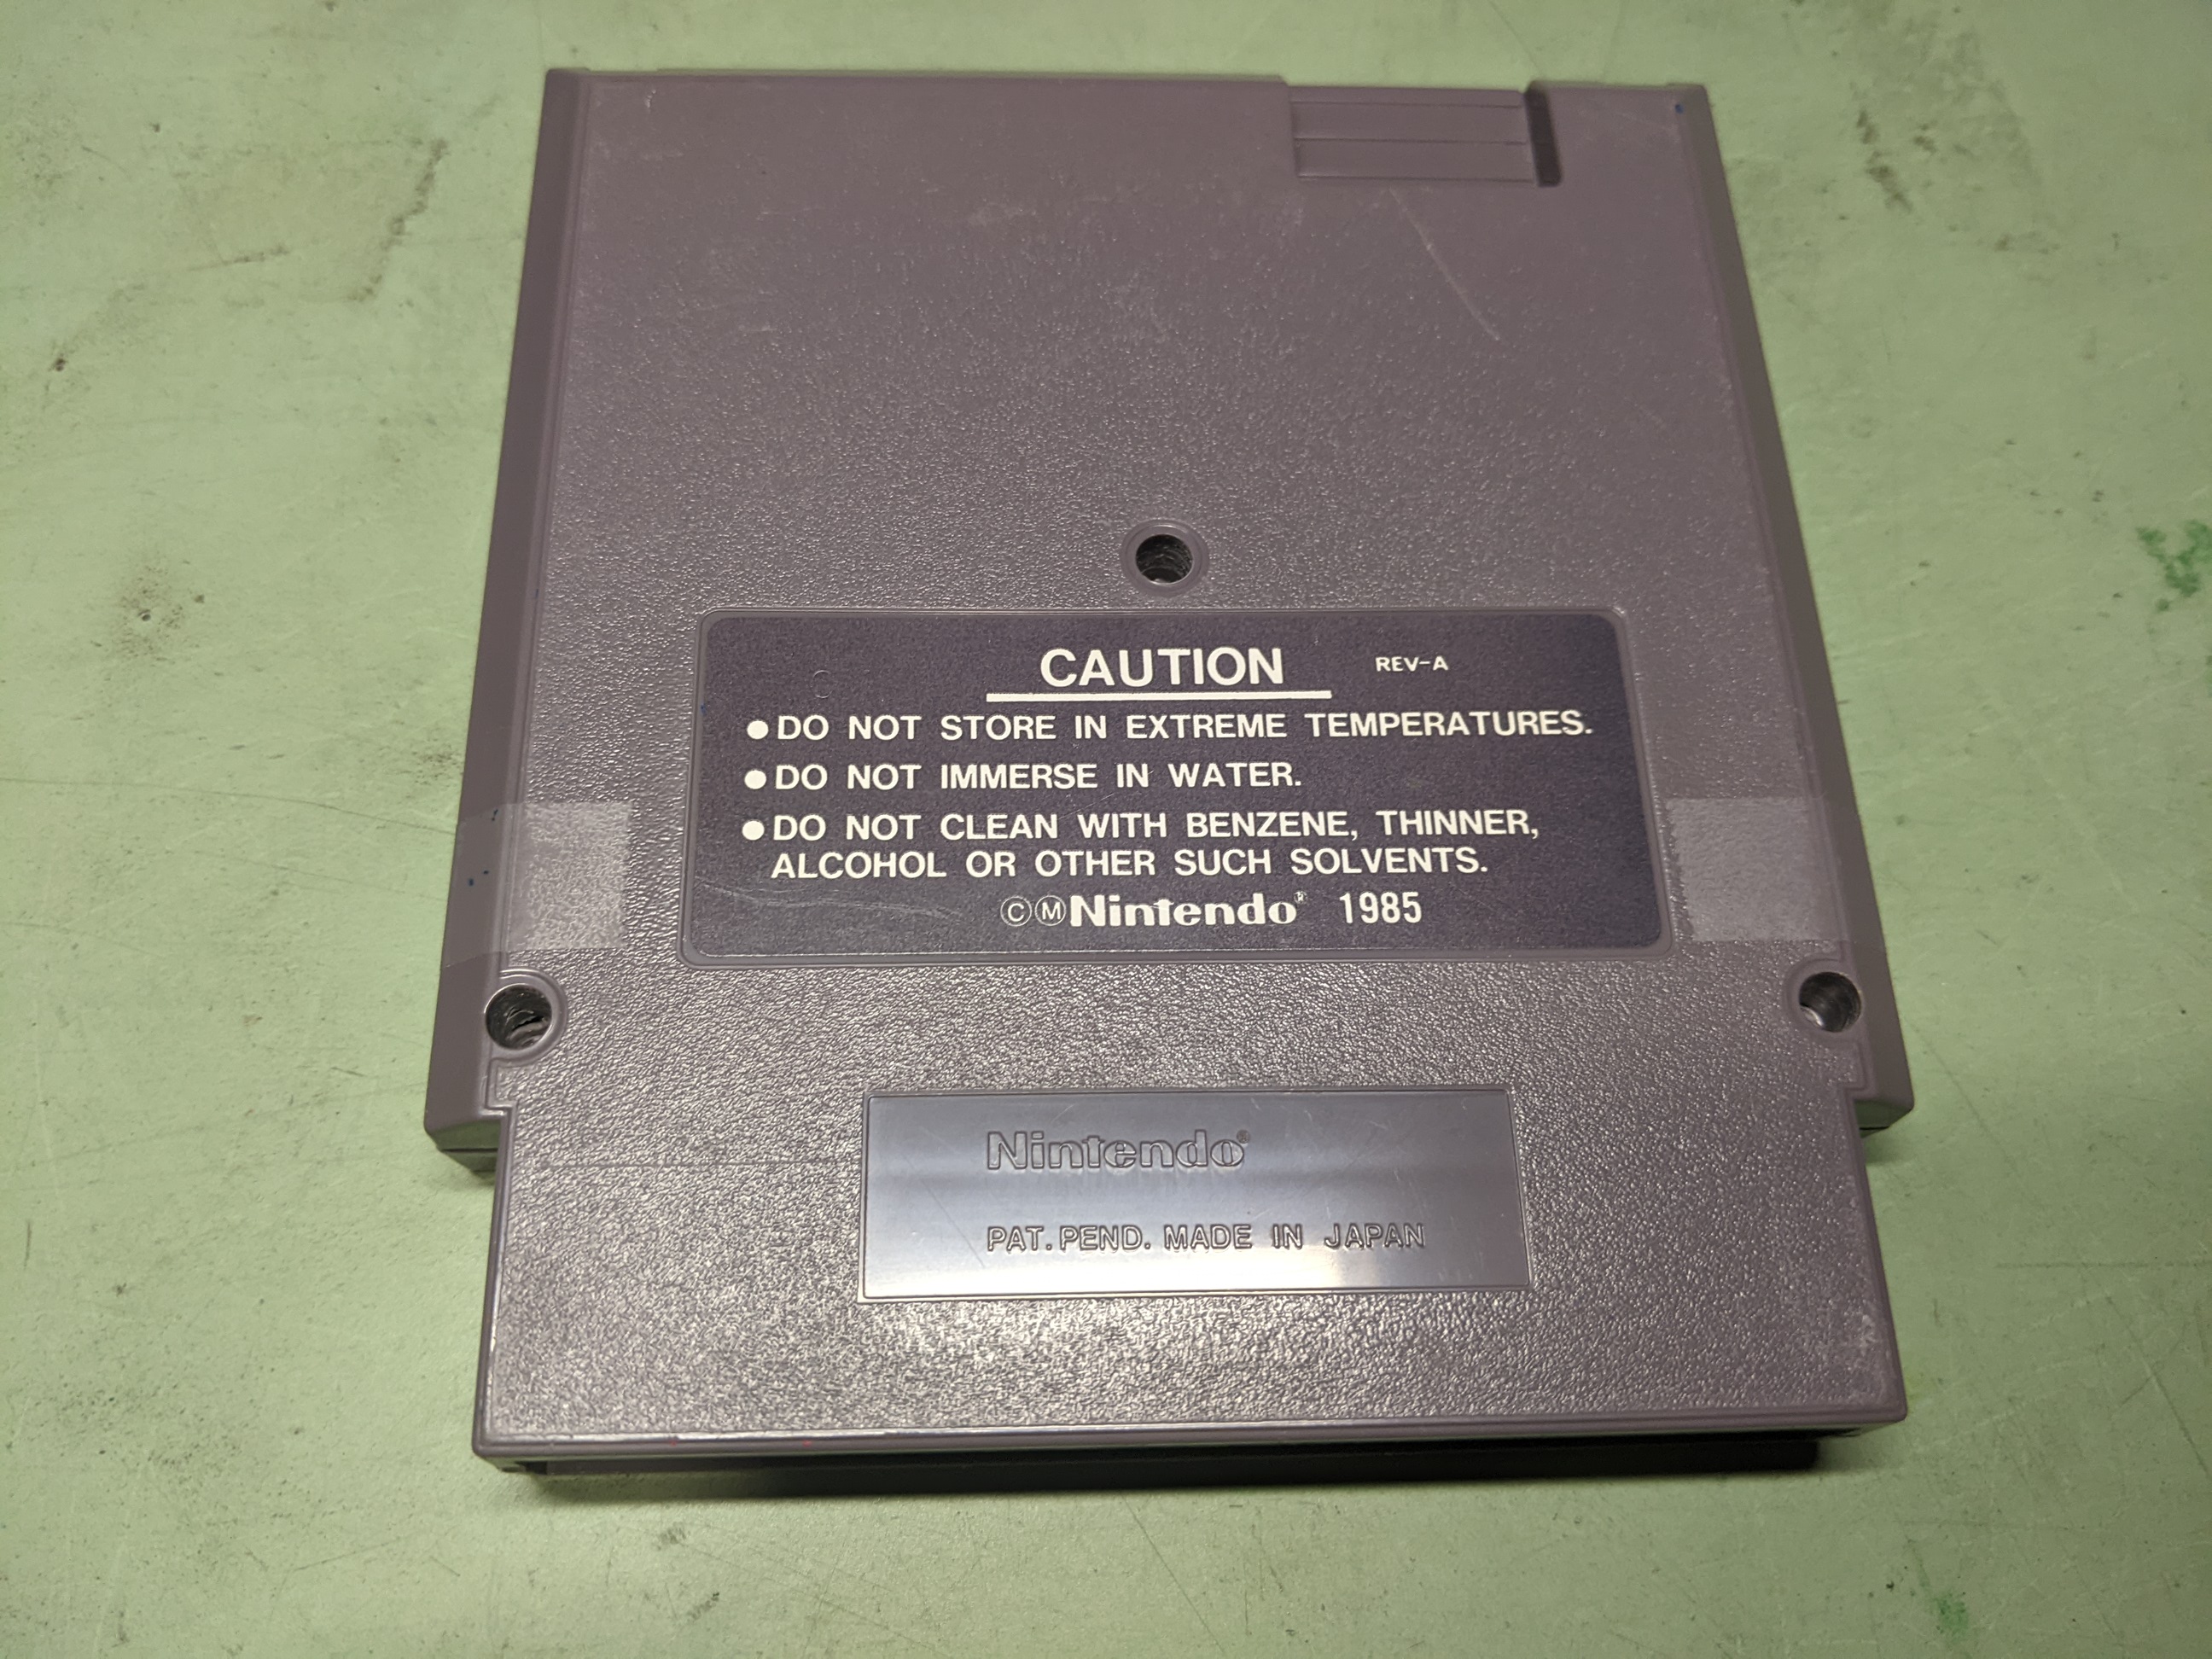 CAUTION REV-A
●DO NOT STORE IN EXTREME TEMPERATURES.
●DO NOT IMMERSE IN WATER.
●DO NOT CLEAN WITH BENZENE, THINNER,
ALCOHOL OR OTHER SUCH SOLVENTS.
ⒸⓂNintendo® 1985
Nintendo®
PAT. PEND. MADE IN JAPAN